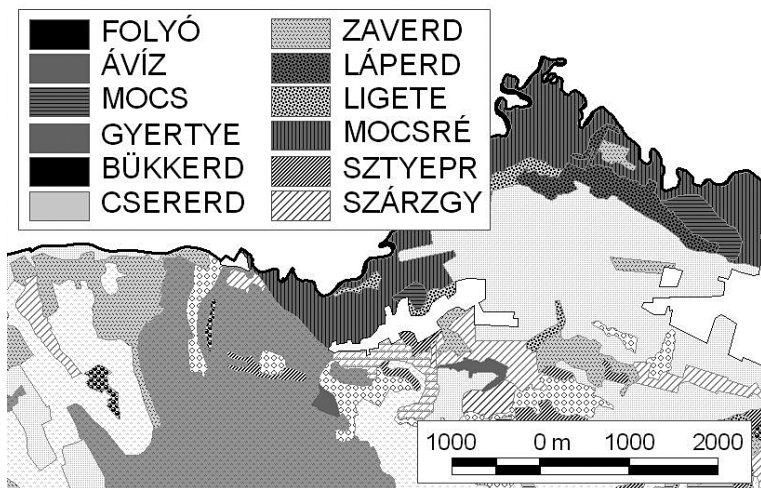 FOLYÓ
ÁVÍZ
MOCS
GYERTYE
BÜKKERD
CSERERD
ZAVERD
LÁPERD
LIGETE
MOCSRÉ
SZTYEPR
SZÁRZGY
1000 0 m 1000 2000